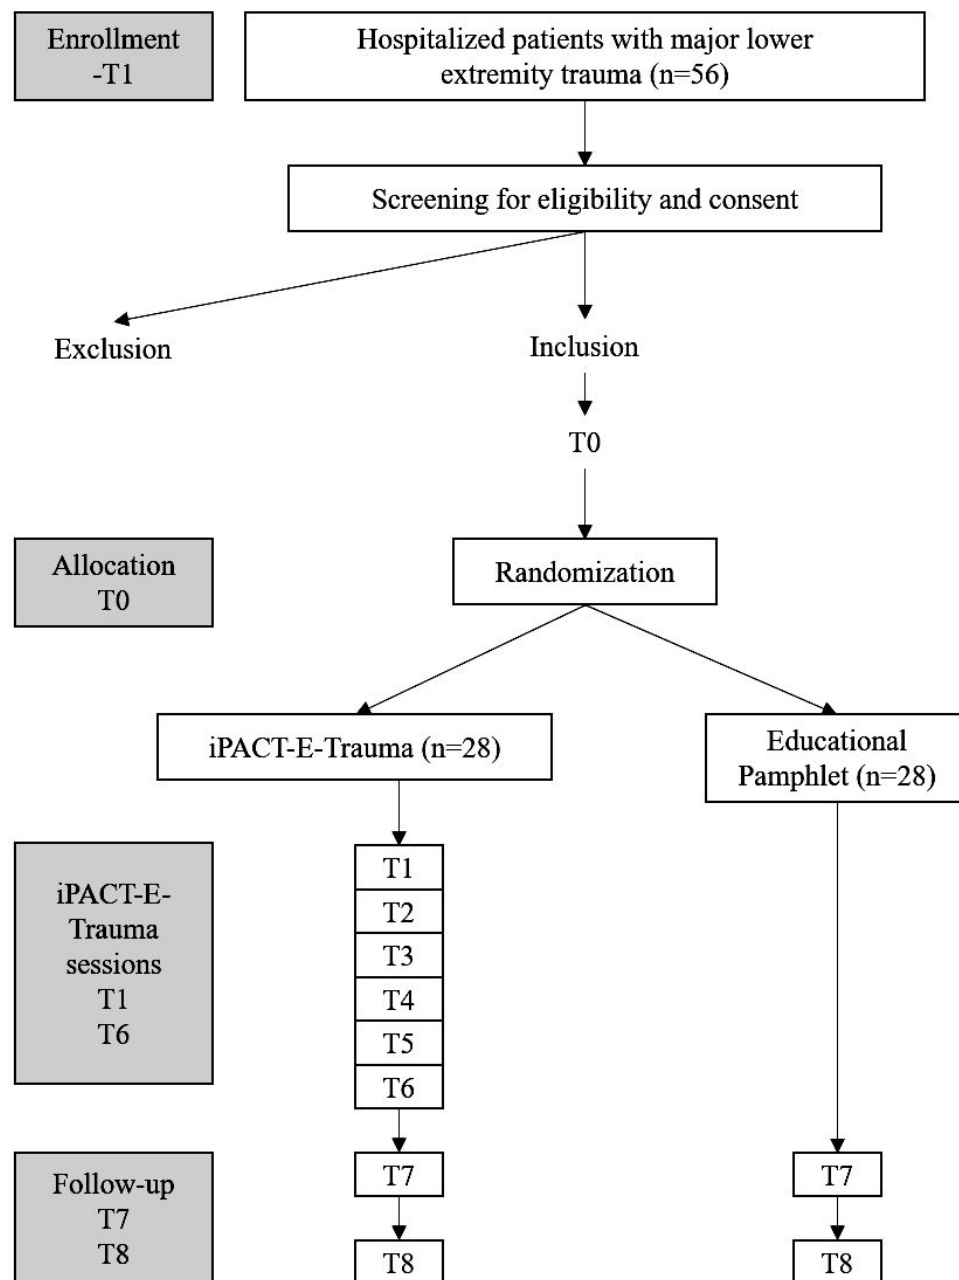 Enrollment
-T1
Hospitalized patients with major lower
extremity trauma (n=56)
Screening for eligibility and consent
Exclusion
Inclusion
T0
Allocation
T0
Randomization
iPACT-E-Trauma (n=28)
Educational
Pamphlet (n=28)
iPACT-E-
Trauma
sessions
T1
T6
T1
T2
T3
T4
T5
T6
Follow-up
T7
T8
T7
T7
T8
T8